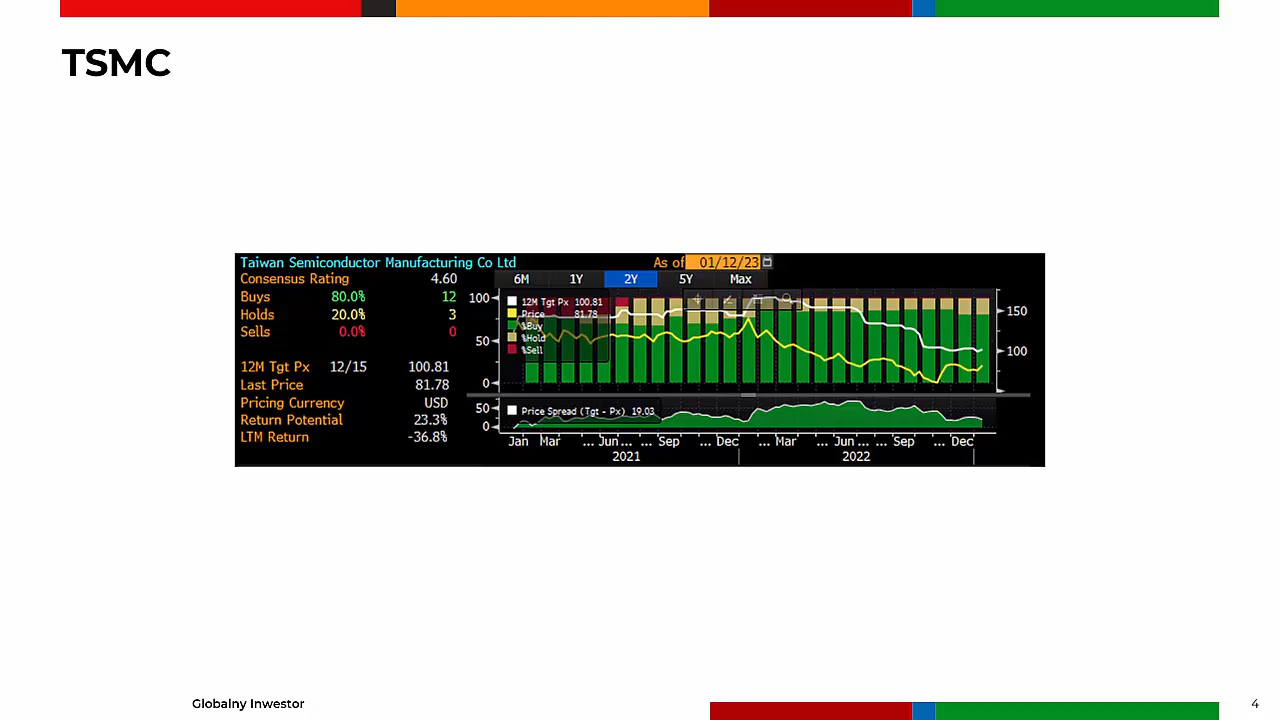 TSMC
Taiwan Semiconductor Manufacturing Co Ltd As of 01/12/23
Consensus Rating 4.60
Buys 80.0% 12
Holds 20.0% 3
Sells 0.0% 0
12M Tgt Px 12/15 100.81
Last Price 81.78
Pricing Currency USD
Return Potential 23.3%
LTM Return -36.8%
6M 1Y 2Y 5Y Max
100
50
0
12M Tgt Px 100.81
Price 81.78
%Buy
%Hold
%Sell
150
100
50
0
Price Spread (Tgt - Px) 19.03
Jan Mar ... Jun ... ... Sep ... Dec ... Mar ... Jun ... Sep ... Dec
2021 2022
Globalny Inwestor 4